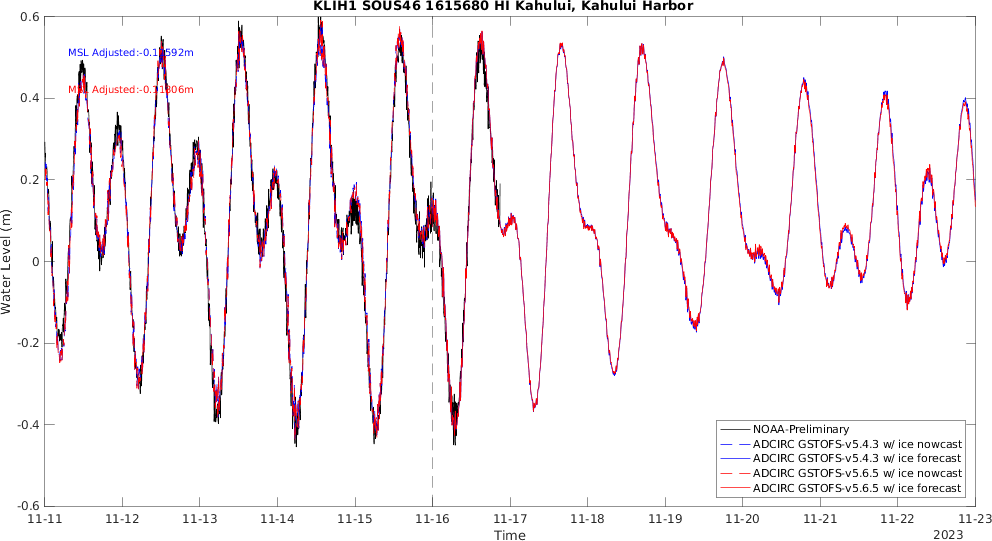 KLIH1 SOUS46 1615680 HI Kahului, Kahului Harbor
MSL Adjusted:-0.11592m
MSL Adjusted:-0.11806m
0.6
0.4
0.2
0
-0.2
-0.4
-0.6
Water Level (m)
NOAA-Preliminary
ADCIRC GSTOFS-v5.4.3 w/ ice nowcast
ADCIRC GSTOFS-v5.4.3 w/ ice forecast
ADCIRC GSTOFS-v5.6.5 w/ ice nowcast
ADCIRC GSTOFS-v5.6.5 w/ ice forecast
11-11 11-12 11-13 11-14 11-15 11-16 11-17 11-18 11-19 11-20 11-21 11-22 11-23
Time
2023